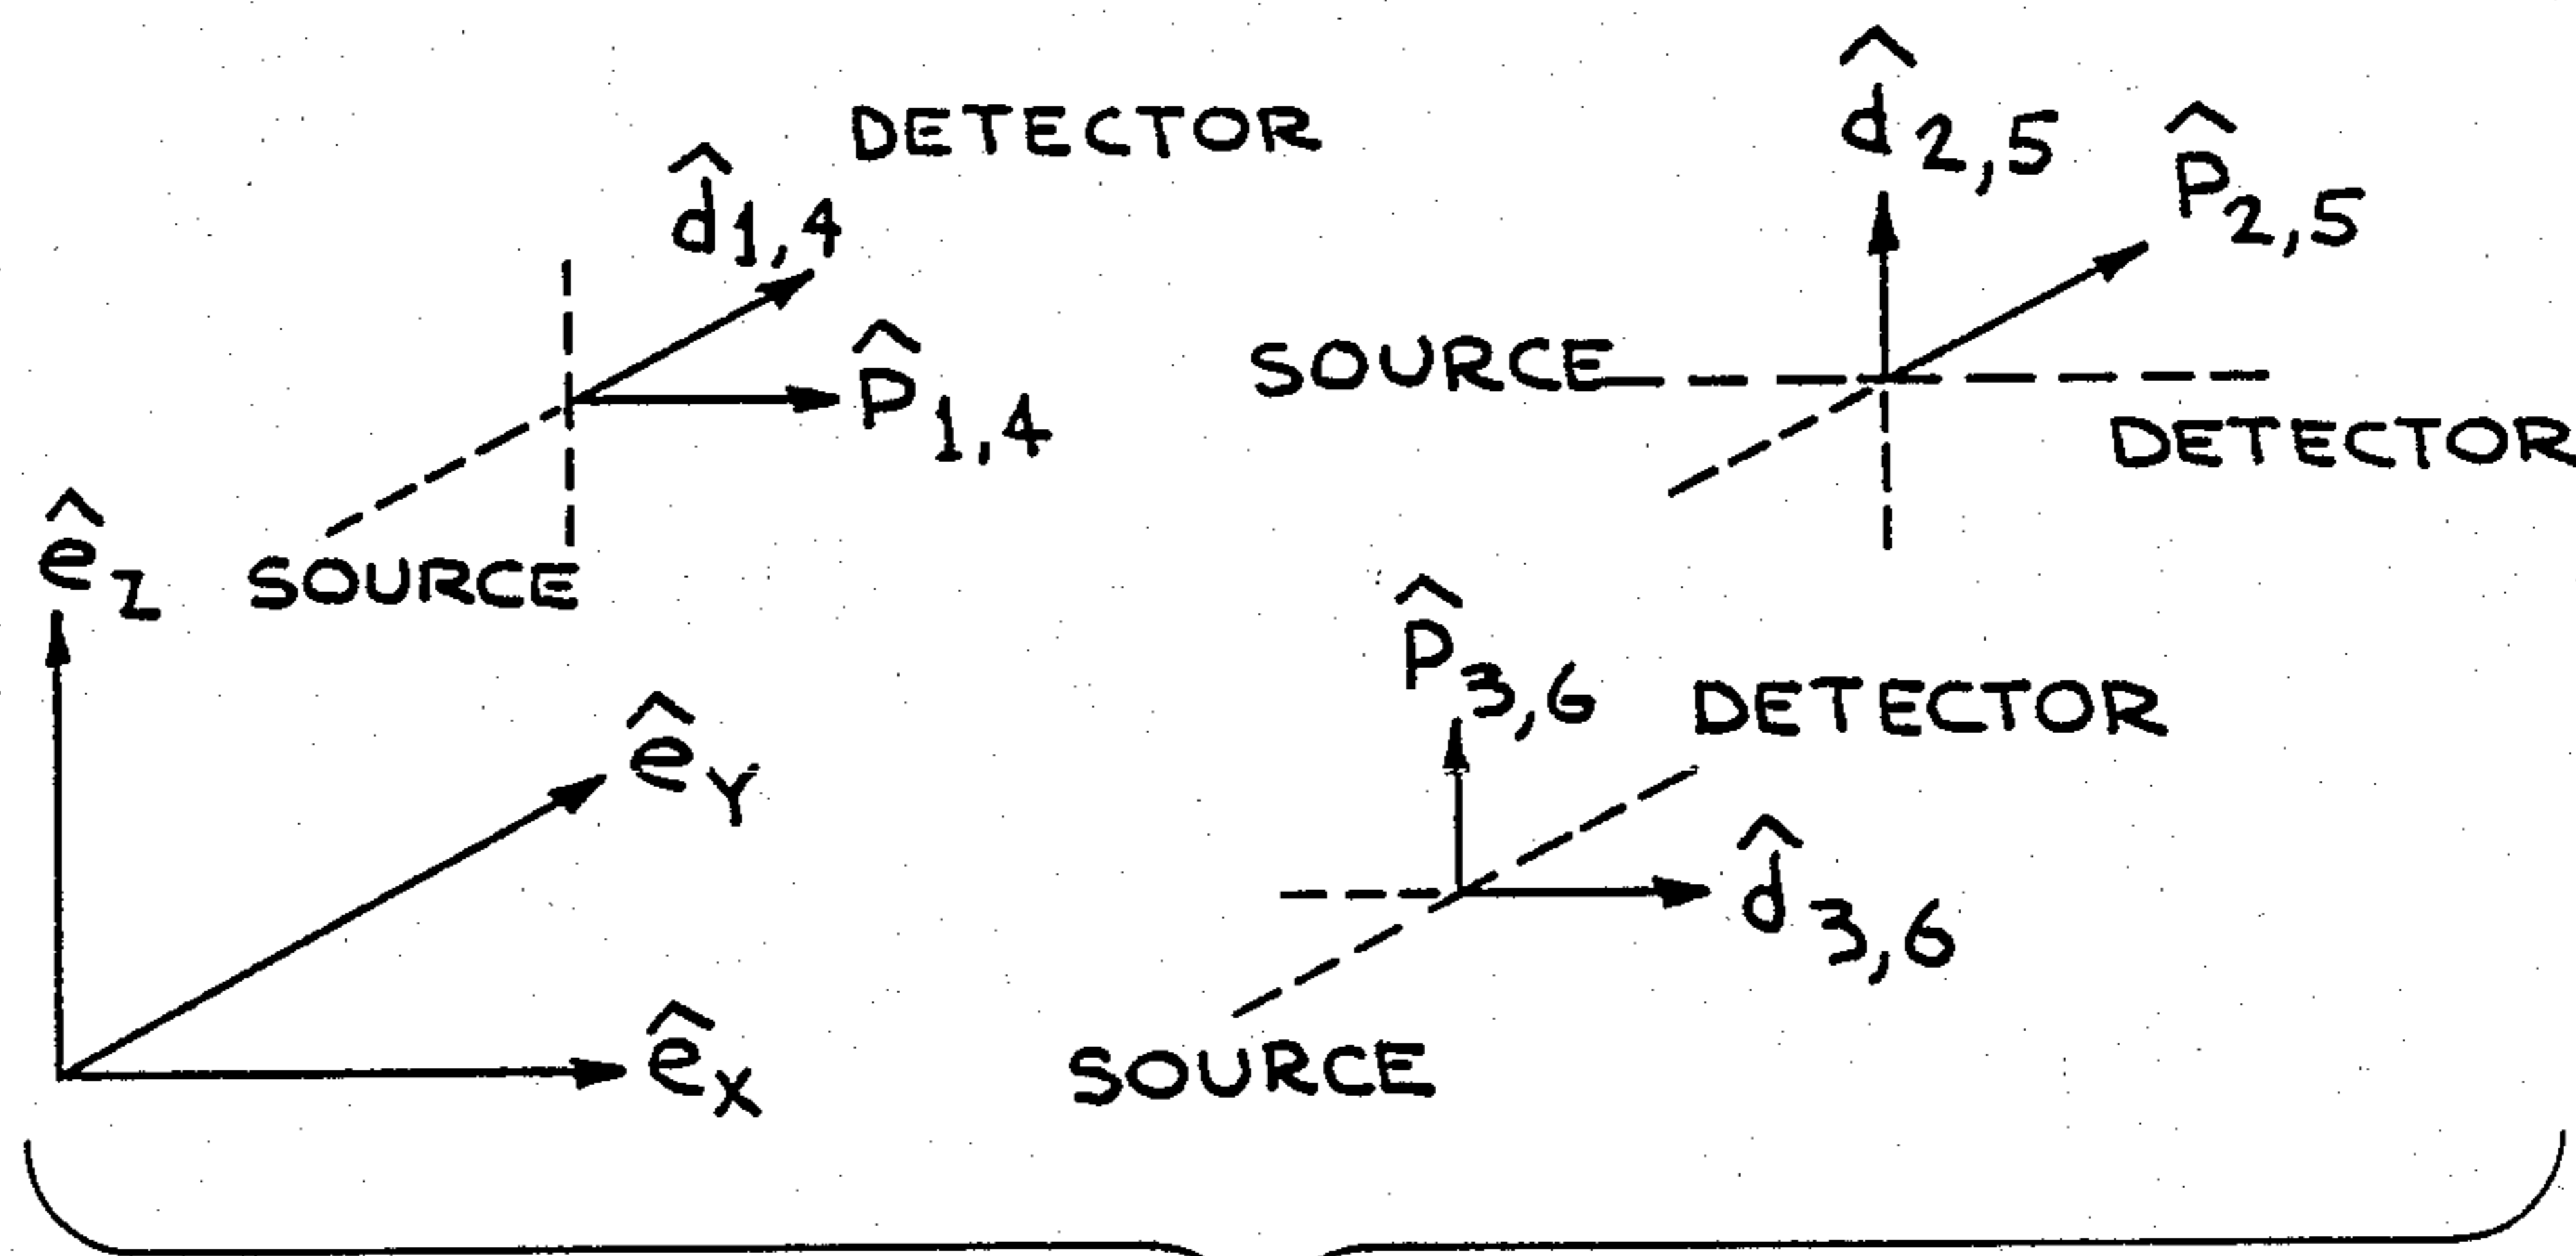 d̂1,4 DETECTOR
P̂1,4
SOURCE
d̂2,5
P̂2,5
SOURCE
DETECTOR
êZ
êY
êX
P̂3,6
DETECTOR
d̂3,6
SOURCE